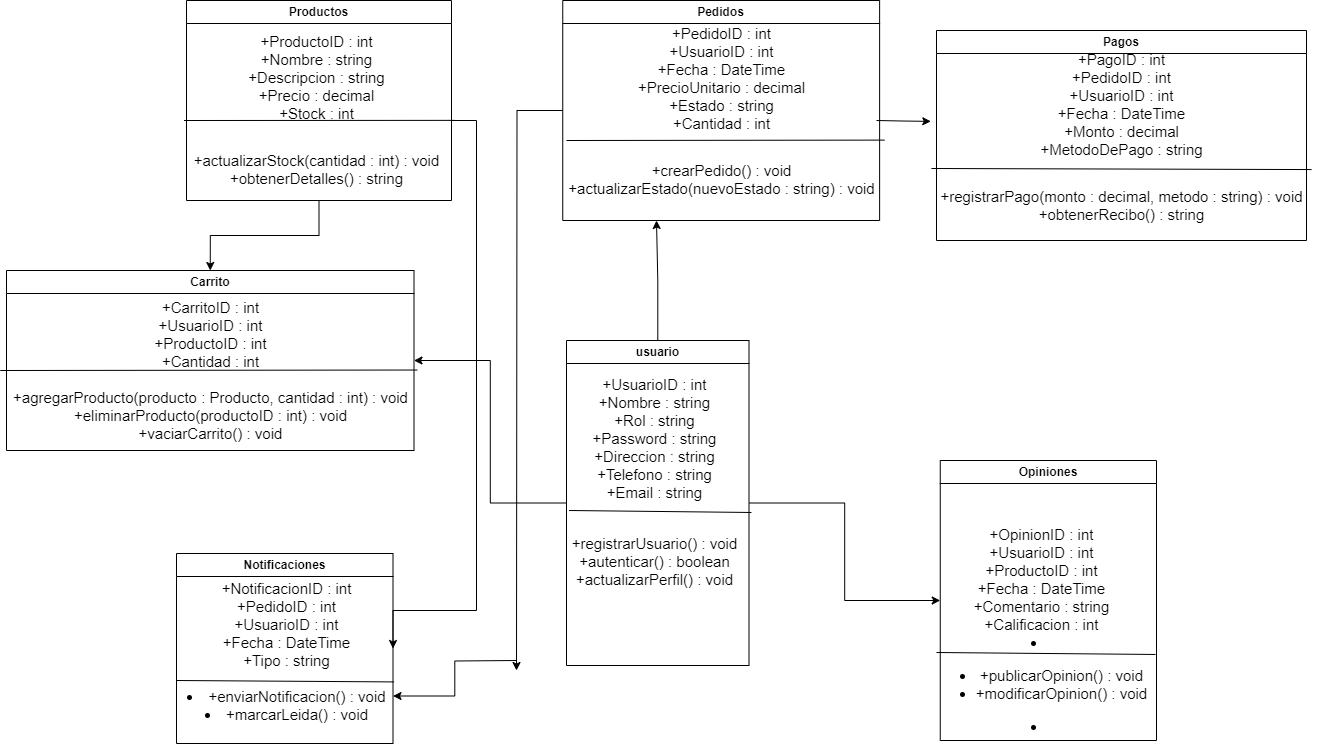 Productos
+ProductoID : int
+Nombre : string
+Descripcion : string
+Precio : decimal
+Stock : int
+actualizarStock(cantidad : int) : void
+obtenerDetalles() : string
Pedidos
+PedidoID : int
+UsuarioID : int
+Fecha : DateTime
+PrecioUnitario : decimal
+Estado : string
+Cantidad : int
+crearPedido() : void
+actualizarEstado(nuevoEstado : string) : void
Pagos
+PagoID : int
+PedidoID : int
+UsuarioID : int
+Fecha : DateTime
+Monto : decimal
+MetodoDePago : string
+registrarPago(monto : decimal, metodo : string) : void
+obtenerRecibo() : string
Carrito
+CarritoID : int
+UsuarioID : int
+ProductoID : int
+Cantidad : int
+agregarProducto(producto : Producto, cantidad : int) : void
+eliminarProducto(productoID : int) : void
+vaciarCarrito() : void
usuario
+UsuarioID : int
+Nombre : string
+Rol : string
+Password : string
+Direccion : string
+Telefono : string
+Email : string
+registrarUsuario() : void
+autenticar() : boolean
+actualizarPerfil() : void
Opiniones
+OpinionID : int
+UsuarioID : int
+ProductoID : int
+Fecha : DateTime
+Comentario : string
+Calificacion : int
•
• +publicarOpinion() : void
• +modificarOpinion() : void
•
Notificaciones
+NotificacionID : int
+PedidoID : int
+UsuarioID : int
+Fecha : DateTime
+Tipo : string
• +enviarNotificacion() : void
• +marcarLeida() : void